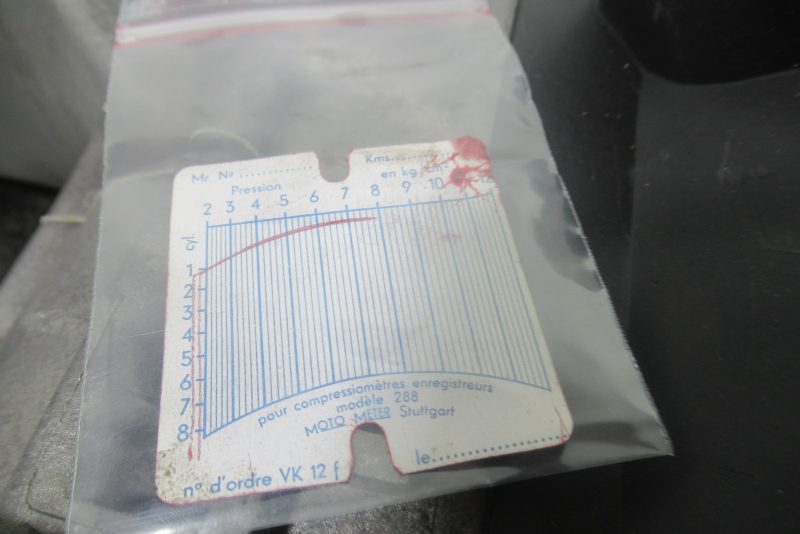 Mr Nº ............ Kms..........
Pression en kg/cm²
2 3 4 5 6 7 8 9 10
cyl.
1
2
3
4
5
6
7
8
pour compressiomètres enregistreurs
modèle 288
MOTO METER Stuttgart
nº d'ordre VK 12 f le..................